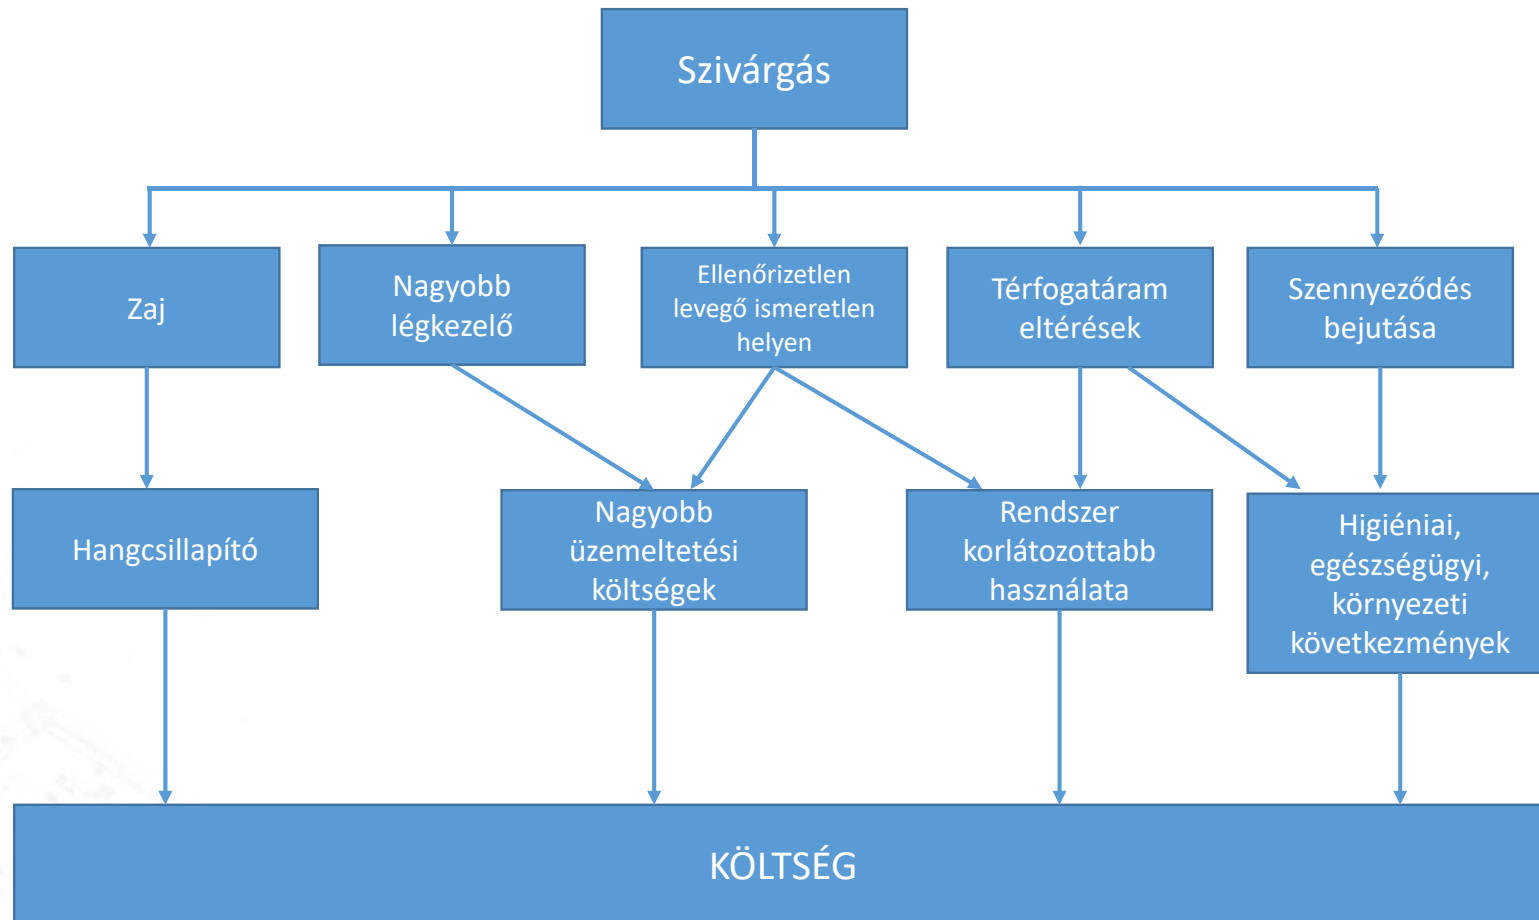 Szivárgás
Zaj
Nagyobb
légkezelő
Ellenőrizetlen
levegő ismeretlen
helyen
Térfogatáram
eltérések
Szennyeződés
bejutása
Hangcsillapító
Nagyobb
üzemeltetési
költségek
Rendszer
korlátozottabb
használata
Higiéniai,
egészségügyi,
környezeti
következmények
KÖLTSÉG